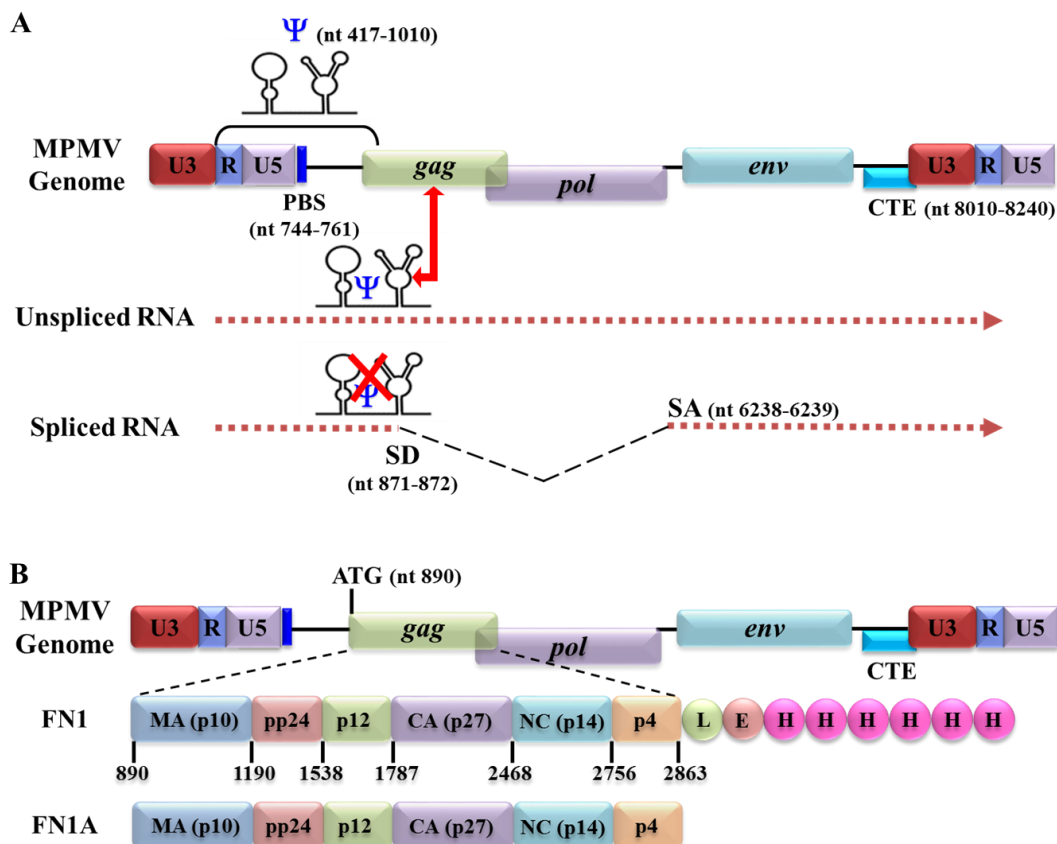 A
Ψ (nt 417-1010)
MPMV Genome
U3 R U5 gag pol env U3 R U5
PBS
(nt 744-761)
CTE (nt 8010-8240)
Ψ
Unspliced RNA
Ψ
Spliced RNA
SA (nt 6238-6239)
SD
(nt 871-872)
B
ATG (nt 890)
MPMV Genome
U3 R U5 gag pol env U3 R U5
CTE
FN1 MA (p10) pp24 p12 CA (p27) NC (p14) p4 L E H H H H H H
890 1190 1538 1787 2468 2756 2863
FN1A MA (p10) pp24 p12 CA (p27) NC (p14) p4